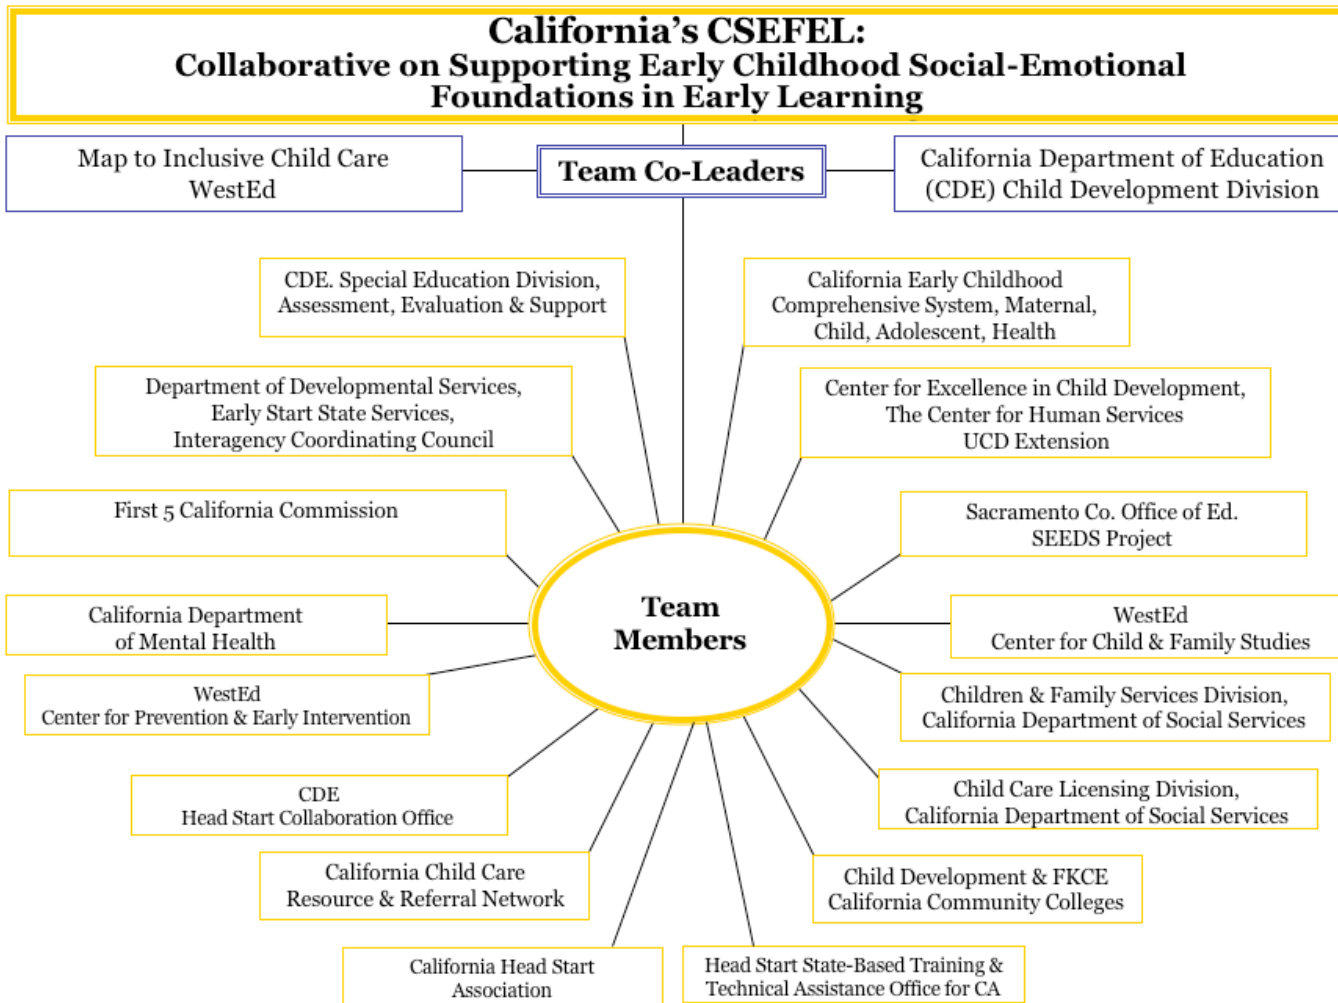 California's CSEFEL:
Collaborative on Supporting Early Childhood Social-Emotional
Foundations in Early Learning
Map to Inclusive Child Care
WestEd
Team Co-Leaders
California Department of Education
(CDE) Child Development Division
CDE. Special Education Division,
Assessment, Evaluation & Support
California Early Childhood
Comprehensive System, Maternal,
Child, Adolescent, Health
Department of Developmental Services,
Early Start State Services,
Interagency Coordinating Council
Center for Excellence in Child Development,
The Center for Human Services
UCD Extension
First 5 California Commission
Sacramento Co. Office of Ed.
SEEDS Project
California Department
of Mental Health
Team
Members
WestEd
Center for Child & Family Studies
WestEd
Center for Prevention & Early Intervention
Children & Family Services Division,
California Department of Social Services
CDE
Head Start Collaboration Office
Child Care Licensing Division,
California Department of Social Services
California Child Care
Resource & Referral Network
Child Development & FKCE
California Community Colleges
California Head Start
Association
Head Start State-Based Training &
Technical Assistance Office for CA